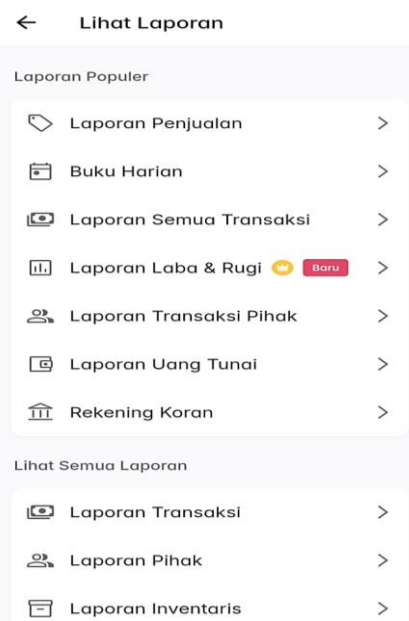 Lihat Laporan
Laporan Populer
Laporan Penjualan
Buku Harian
Laporan Semua Transaksi
Laporan Laba & Rugi Baru
Laporan Transaksi Pihak
Laporan Uang Tunai
Rekening Koran
Lihat Semua Laporan
Laporan Transaksi
Laporan Pihak
Laporan Inventaris